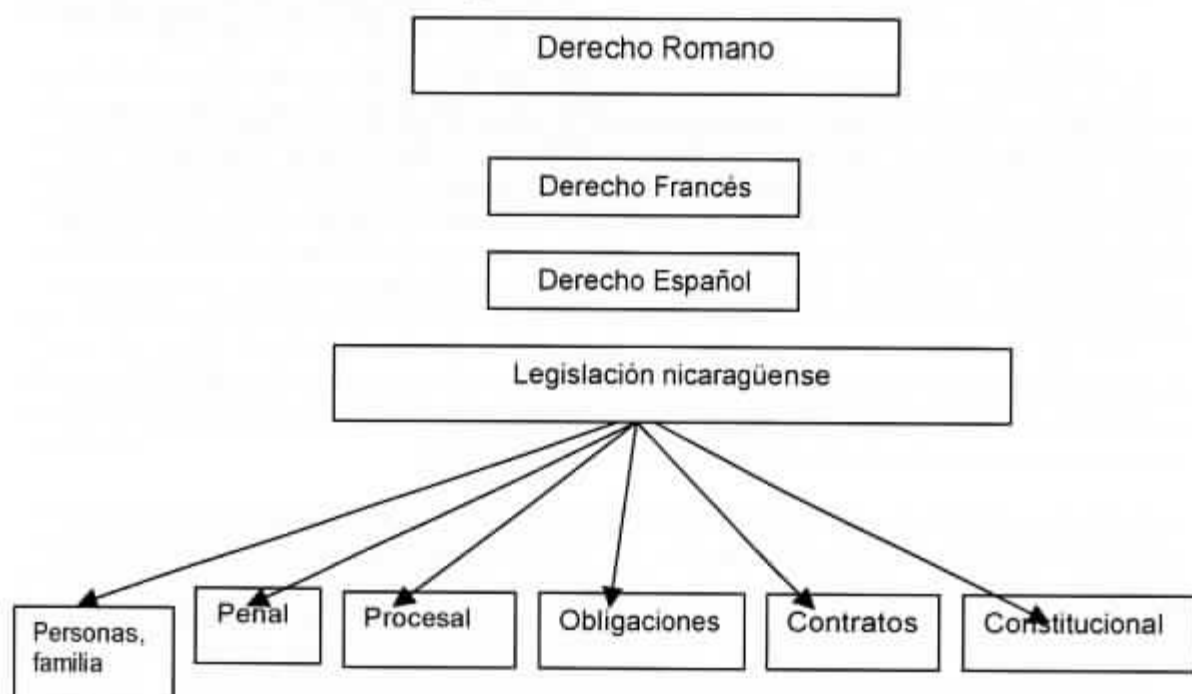 Derecho Romano
Derecho Francés
Derecho Español
Legislación nicaragüense
Personas,
familia
Penal
Procesal
Obligaciones
Contratos
Constitucional